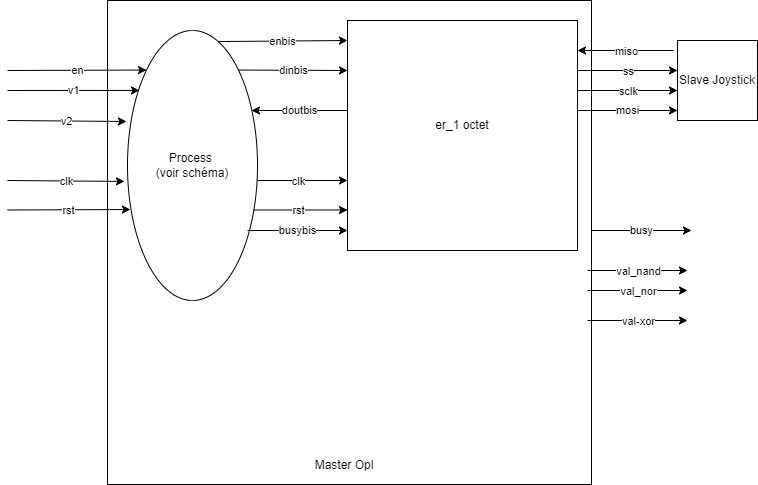 enbis
miso
en
dinbis
ss
Slave Joystick
v1
sclk
doutbis
mosi
v2
er_1 octet
Process
(voir schéma)
clk
clk
rst
rst
busybis
busy
val_nand
val_nor
val-xor
Master Opl